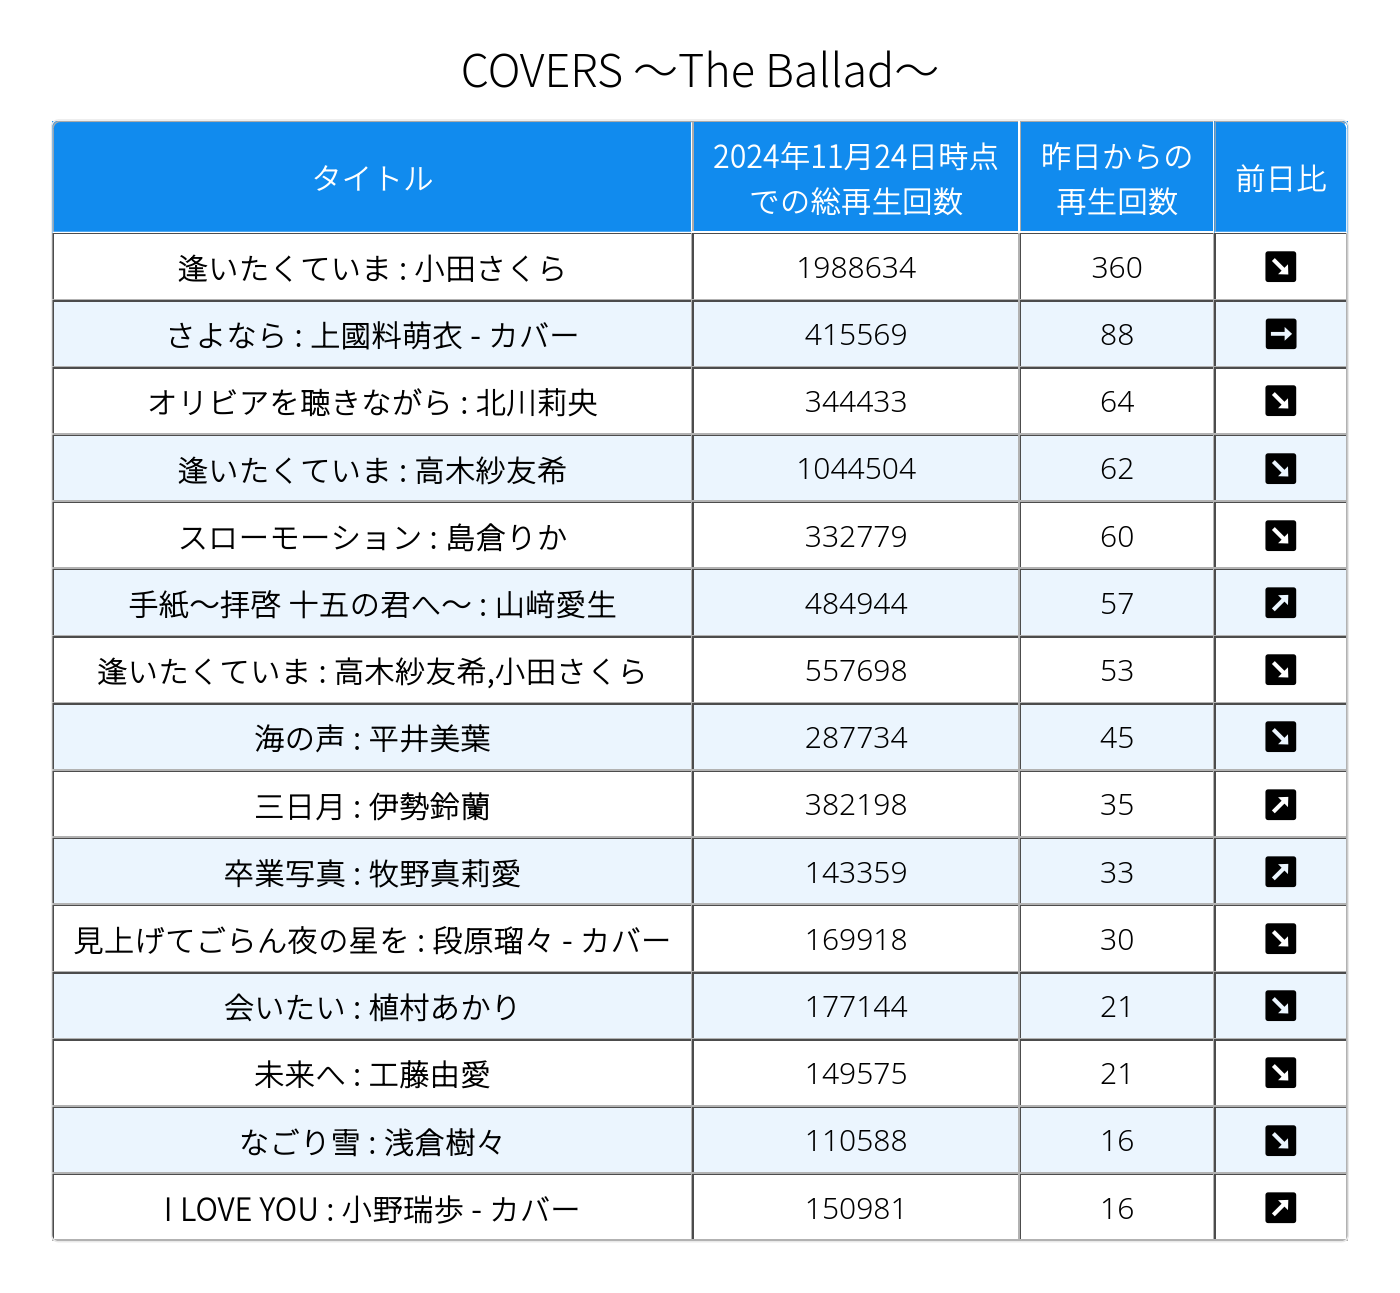 COVERS ～The Ballad～
タイトル 2024年11月24日時点での総再生回数 昨日からの再生回数 前日比
逢いたくていま : 小田さくら 1988634 360 ↘
さよなら : 上國料萌衣 - カバー 415569 88 →
オリビアを聴きながら : 北川莉央 344433 64 ↘
逢いたくていま : 高木紗友希 1044504 62 ↘
スローモーション : 島倉りか 332779 60 ↘
手紙～拝啓 十五の君へ～ : 山﨑愛生 484944 57 ↗
逢いたくていま : 高木紗友希,小田さくら 557698 53 ↘
海の声 : 平井美葉 287734 45 ↘
三日月 : 伊勢鈴蘭 382198 35 ↗
卒業写真 : 牧野真莉愛 143359 33 ↗
見上げてごらん夜の星を : 段原瑠々 - カバー 169918 30 ↘
会いたい : 植村あかり 177144 21 ↘
未来へ : 工藤由愛 149575 21 ↘
なごり雪 : 浅倉樹々 110588 16 ↘
I LOVE YOU : 小野瑞歩 - カバー 150981 16 ↗